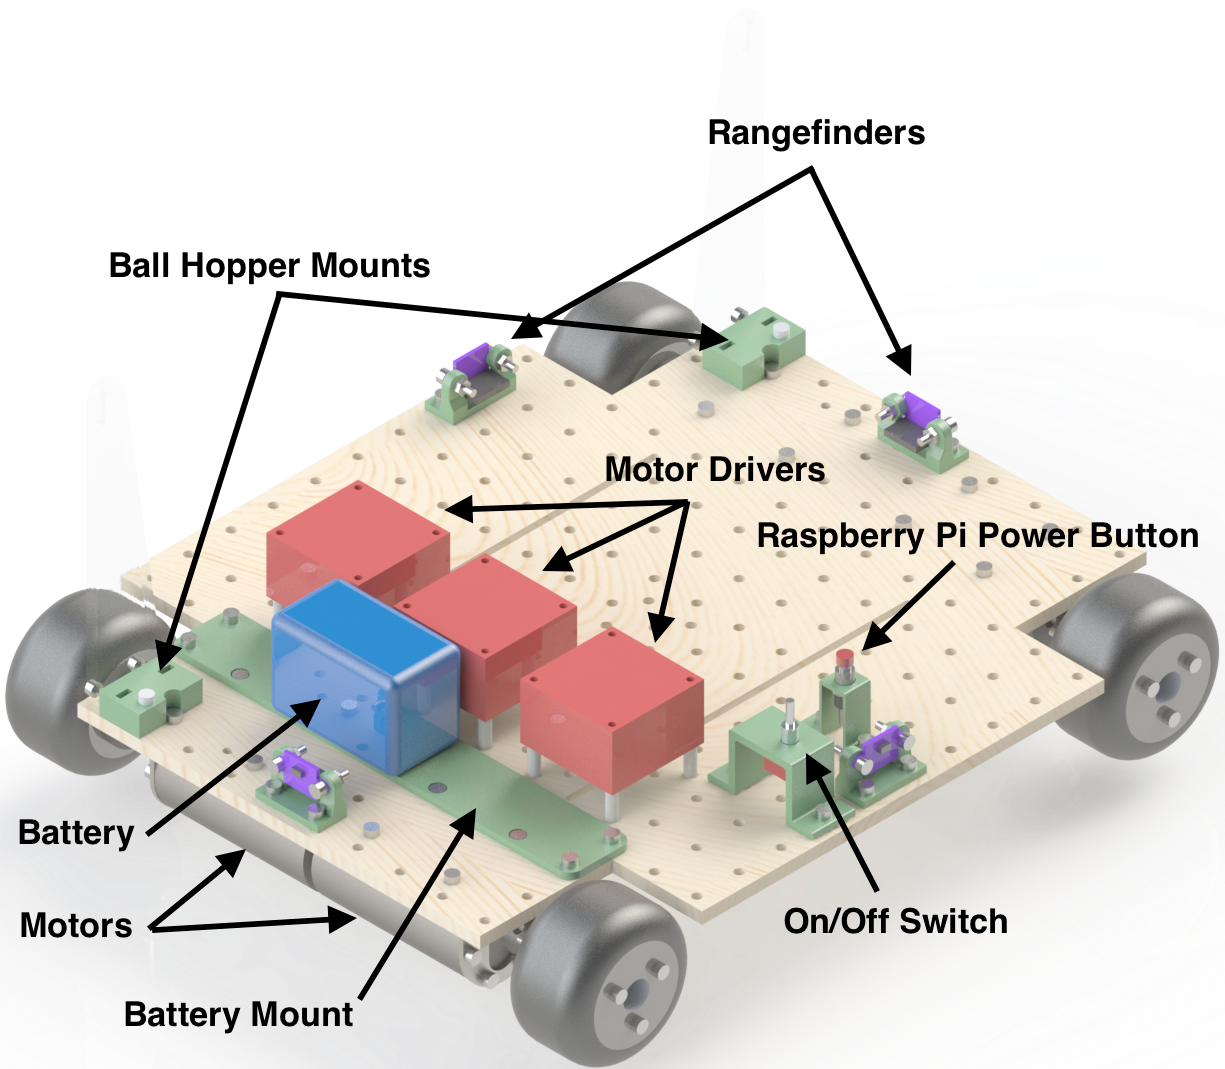 Rangefinders
Ball Hopper Mounts
Motor Drivers
Raspberry Pi Power Button
Battery
Motors
On/Off Switch
Battery Mount